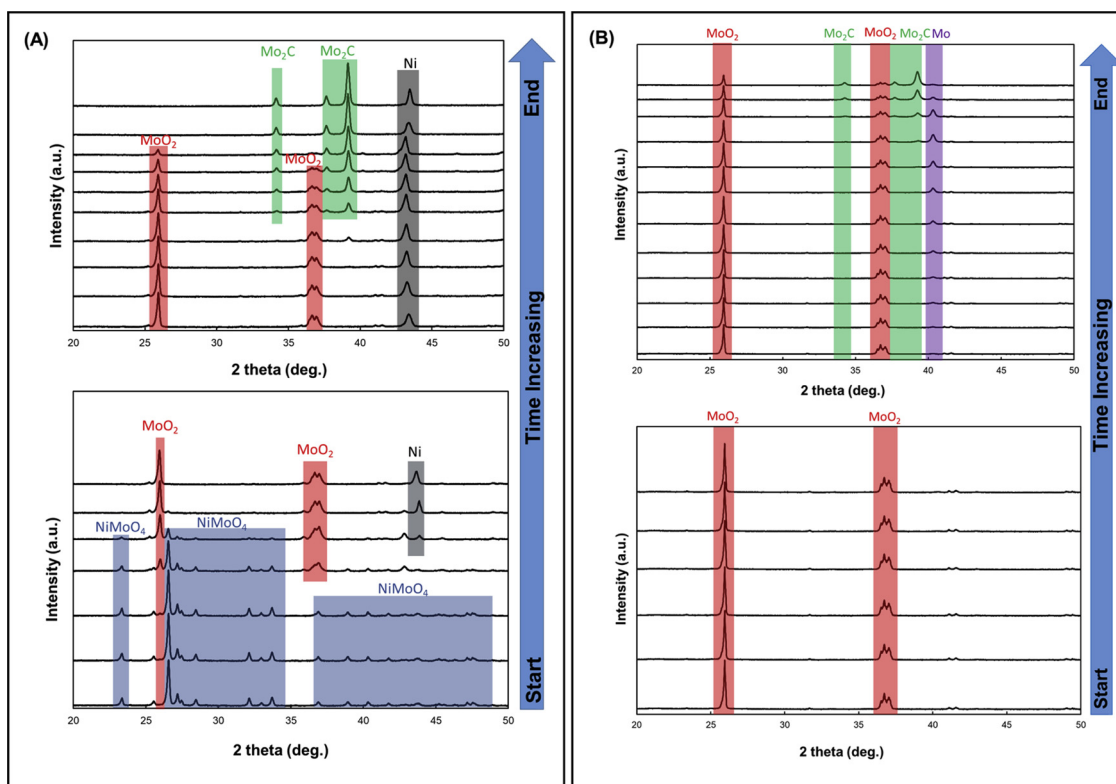 (A)
Mo₂C
Mo₂C
Ni
MoO₂
MoO₂
Intensity (a.u.)
20
25
30
35
40
45
50
2 theta (deg.)
MoO₂
MoO₂
Ni
NiMoO₄
NiMoO₄
NiMoO₄
Intensity (a.u.)
20
25
30
35
40
45
50
2 theta (deg.)
End
Time Increasing
Start
(B)
MoO₂
Mo₂C
MoO₂
Mo₂C
Mo
Intensity (a.u.)
20
25
30
35
40
45
50
2 theta (deg.)
MoO₂
MoO₂
Intensity (a.u.)
20
25
30
35
40
45
50
2 theta (deg.)
End
Time Increasing
Start